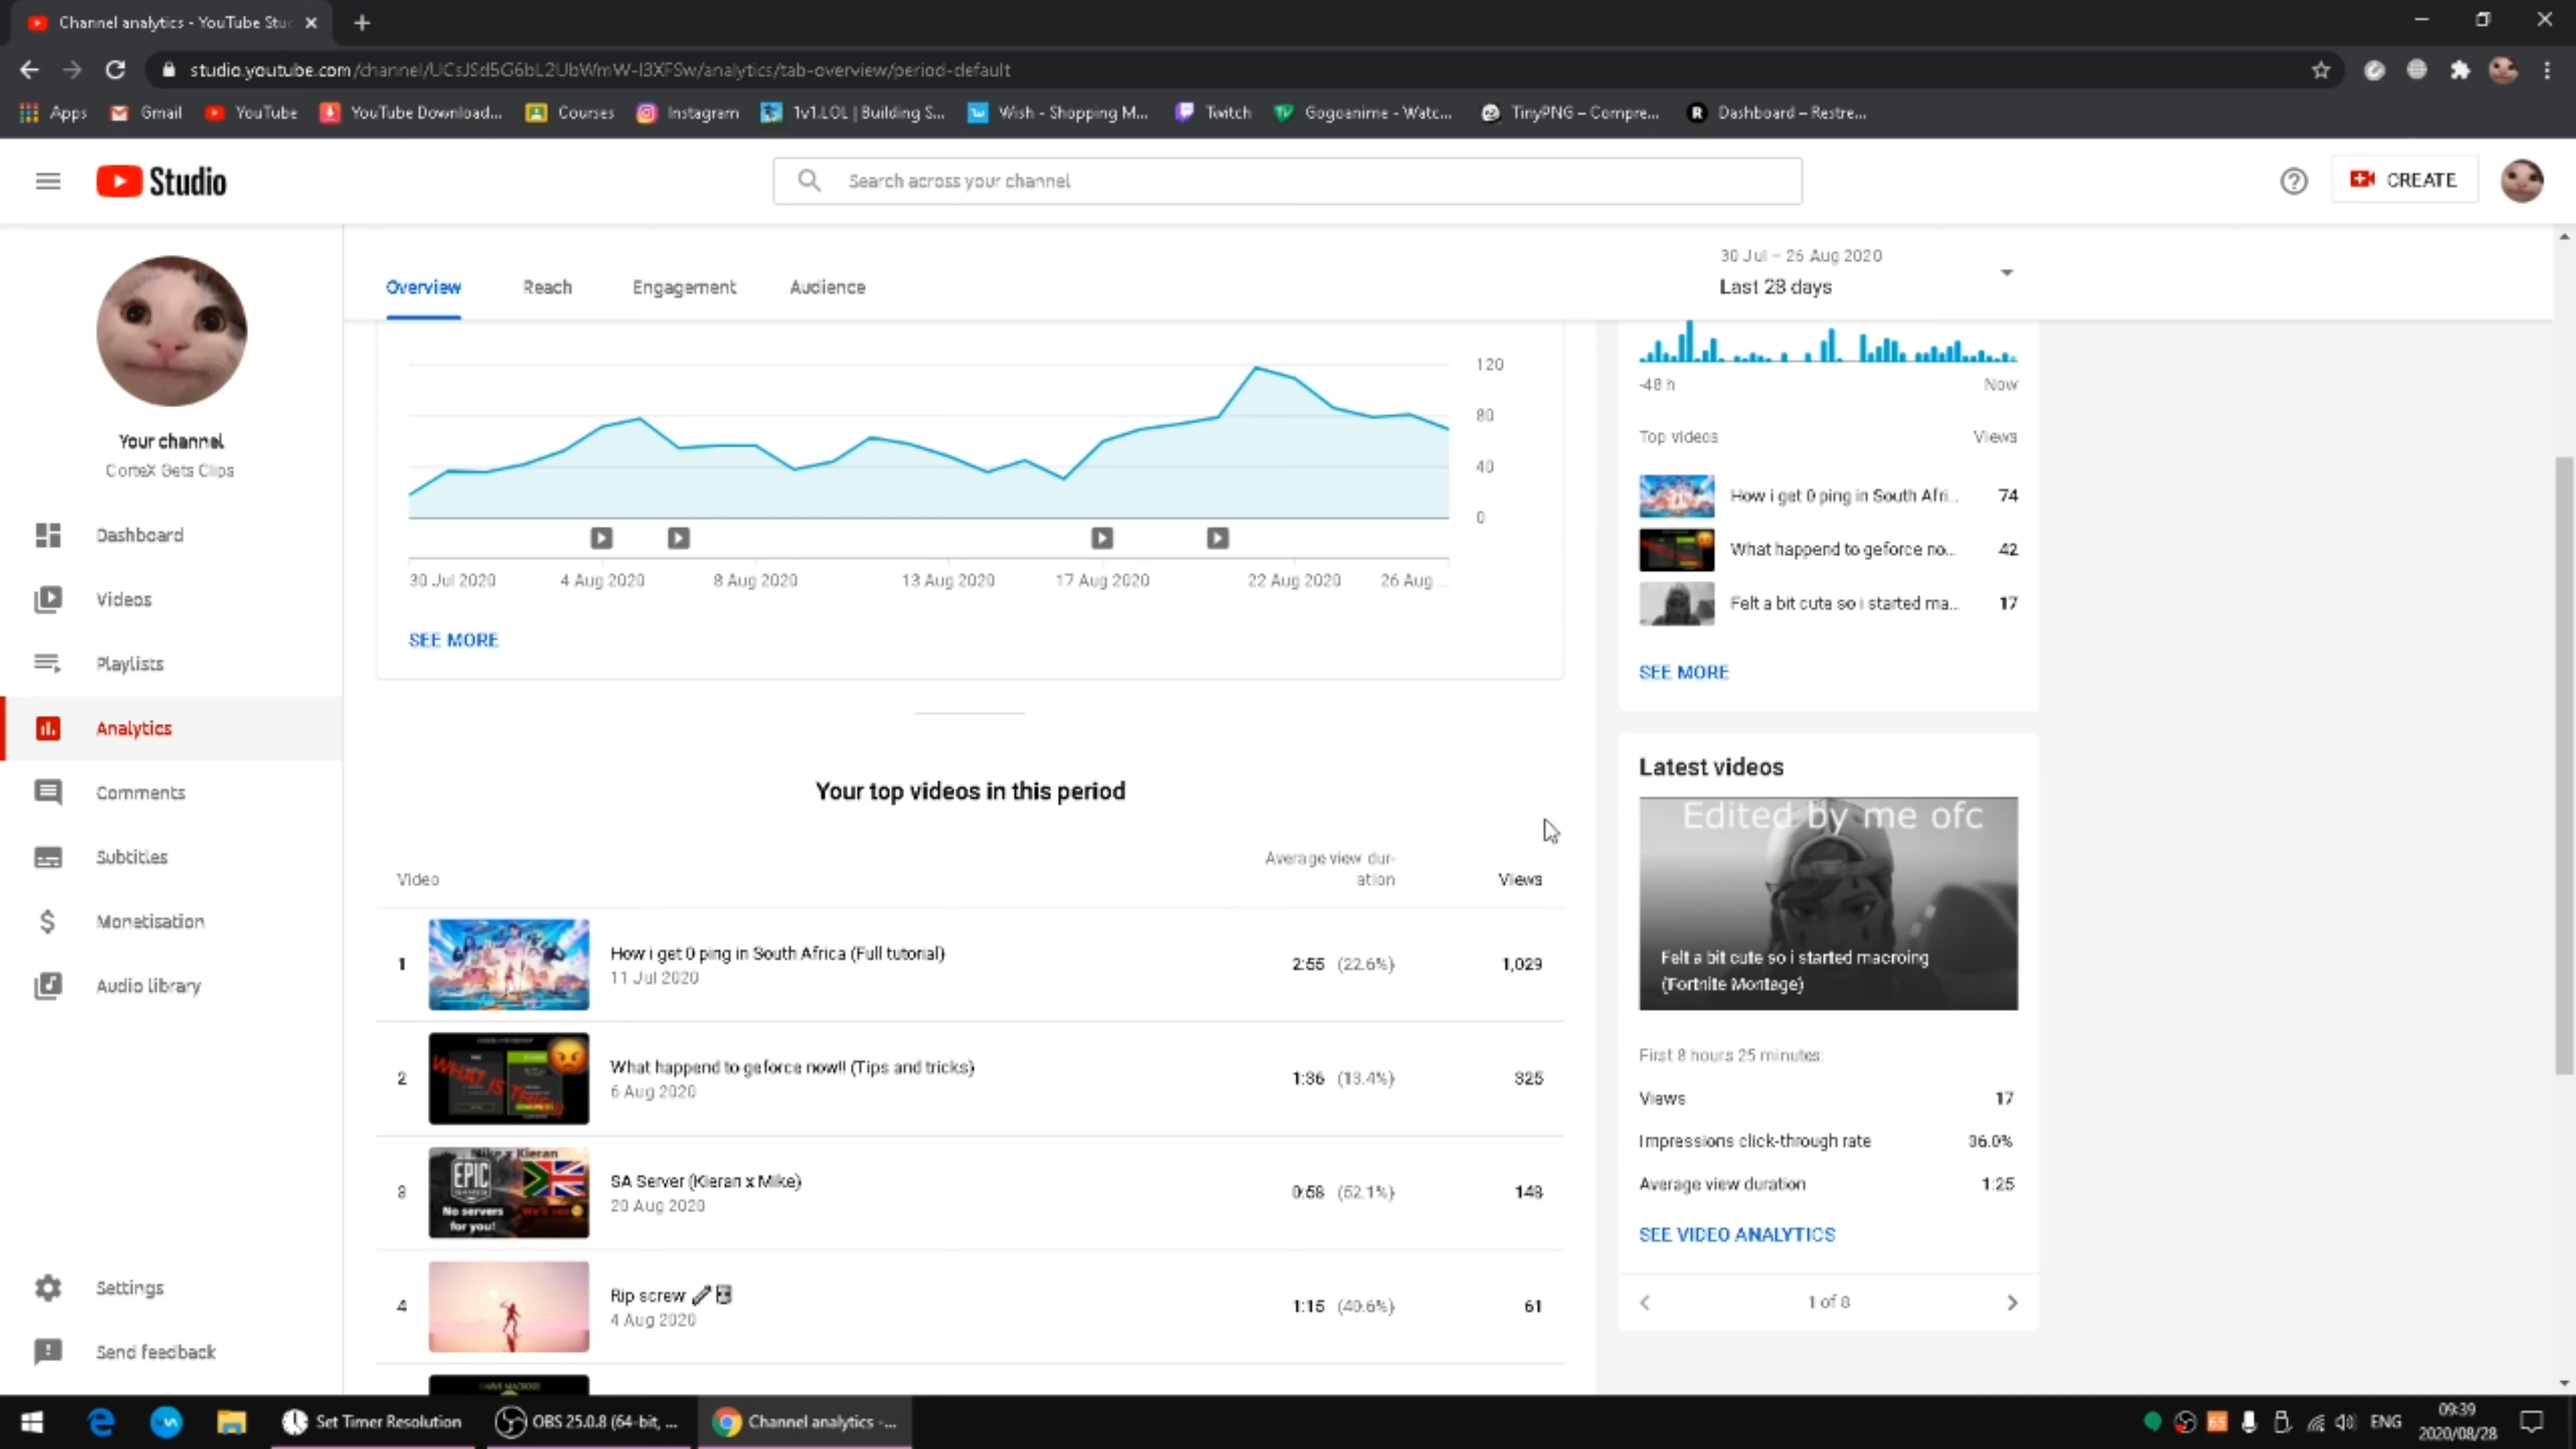 Channel analytics - YouTube Stu
studio.youtube.com/channel/UCsJSd5G6bL2UbWmW-I3XFSw/analytics/tab-overview/period-default
Apps Gmail YouTube YouTube Download... Courses Instagram 1v1.LOL | Building S... Wish - Shopping M... Twitch Gogoanime - Watc... TinyPNG – Compre... Dashboard – Restre...
Studio
Search across your channel
CREATE
Your channel
CorteX Gets Clips
Dashboard
Videos
Playlists
Analytics
Comments
Subtitles
Monetisation
Audio library
Settings
Send feedback
Overview Reach Engagement Audience
30 Jul – 26 Aug 2020
Last 28 days
120
80
40
0
30 Jul 2020 4 Aug 2020 8 Aug 2020 13 Aug 2020 17 Aug 2020 22 Aug 2020 26 Aug ...
SEE MORE
Your top videos in this period
Video Average view dur-
ation Views
1 How i get 0 ping in South Africa (Full tutorial) 2:55 (22.6%) 1,029
11 Jul 2020
WHAT IS THIS!
2 What happend to geforce now!! (Tips and tricks) 1:36 (13.4%) 325
6 Aug 2020
Mike x Kieran
EPIC
GAMES
No servers
for you!
3 SA Server (Kieran x Mike) 0:58 (52.1%) 148
20 Aug 2020
4 Rip screw 1:15 (40.6%) 61
4 Aug 2020
-48 h Now
Top videos Views
How i get 0 ping in South Afri... 74
What happend to geforce no... 42
Felt a bit cute so i started ma... 17
SEE MORE
Latest videos
Edited by me ofc
Felt a bit cute so i started macroing
(Fortnite Montage)
First 8 hours 25 minutes:
Views 17
Impressions click-through rate 36.0%
Average view duration 1:25
SEE VIDEO ANALYTICS
1 of 8
Set Timer Resolution OBS 25.0.8 (64-bit, ... Channel analytics -...
65 ENG
09:39
2020/08/28